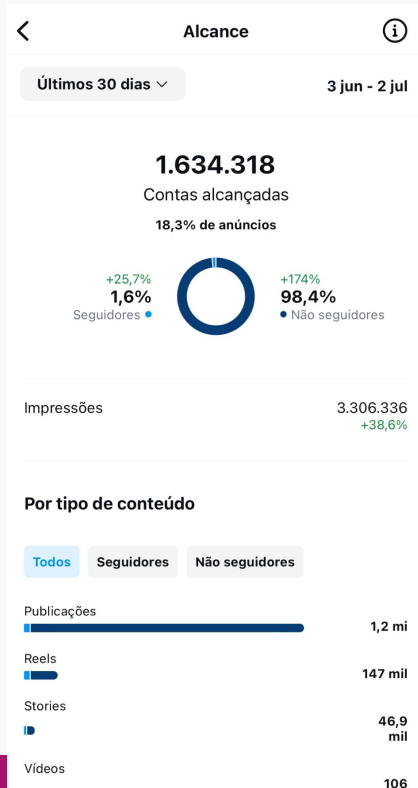 Alcance
Últimos 30 dias
3 jun - 2 jul
1.634.318
Contas alcançadas
18,3% de anúncios
+25,7%
1,6%
Seguidores
+174%
98,4%
Não seguidores
Impressões
3.306.336
+38,6%
Por tipo de conteúdo
Todos
Seguidores
Não seguidores
Publicações
1,2 mi
Reels
147 mil
Stories
46,9
mil
Vídeos
106